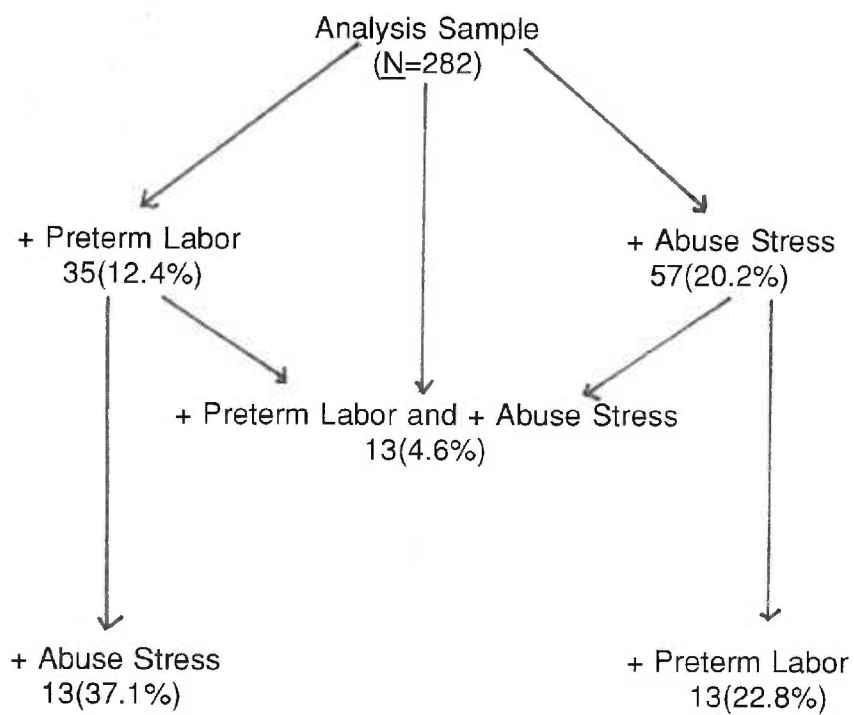 Analysis Sample
(N=282)
+ Preterm Labor
35(12.4%)
+ Abuse Stress
57(20.2%)
+ Preterm Labor and + Abuse Stress
13(4.6%)
+ Abuse Stress
13(37.1%)
+ Preterm Labor
13(22.8%)